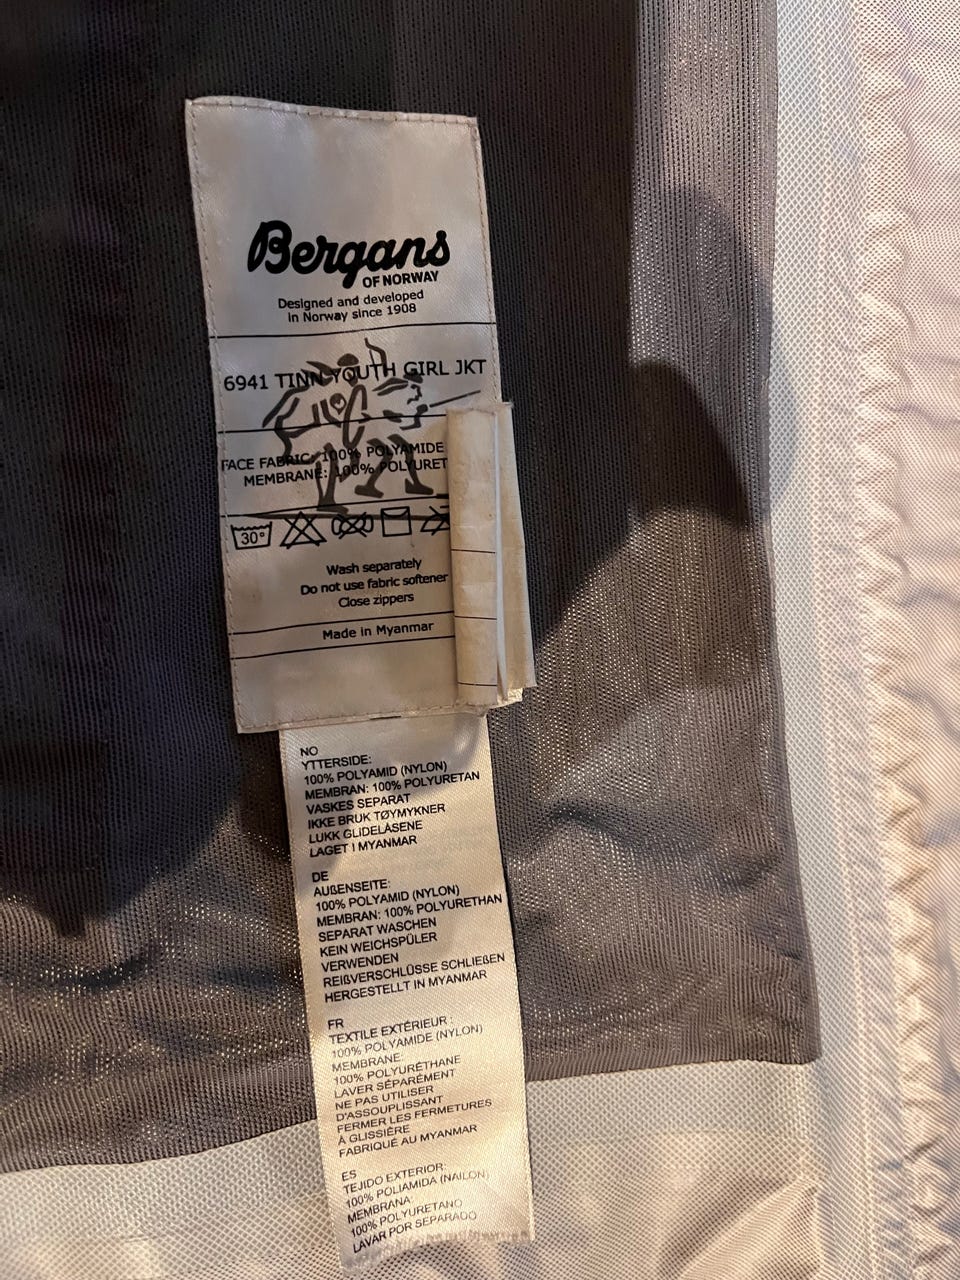 Bergans
OF NORWAY
Designed and developed
in Norway since 1908
6941 TINN YOUTH GIRL JKT
FACE FABRIC: 100% POLYAMIDE
MEMBRANE: 100% POLYURET
30°
Wash separately
Do not use fabric softener
Close zippers
Made in Myanmar
NO
YTTERSIDE:
100% POLYAMID (NYLON)
MEMBRAN: 100% POLYURETAN
VASKES SEPARAT
IKKE BRUK TØYMYKNER
LUKK GLIDELÅSENE
LAGET I MYANMAR
DE
AUßENSEITE:
100% POLYAMID (NYLON)
MEMBRAN: 100% POLYURETHAN
SEPARAT WASCHEN
KEIN WEICHSPÜLER
VERWENDEN
REIßVERSCHLÜSSE SCHLIEßEN
HERGESTELLT IN MYANMAR
FR
TEXTILE EXTÉRIEUR :
100% POLYAMIDE (NYLON)
MEMBRANE:
100% POLYURÉTHANE
LAVER SÉPARÉMENT
NE PAS UTILISER
D'ASSOUPLISSANT
FERMER LES FERMETURES
À GLISSIÈRE
FABRIQUÉ AU MYANMAR
ES
TEJIDO EXTERIOR:
100% POLIAMIDA (NAILON)
MEMBRANA:
100% POLYURETANO
LAVAR POR SEPARADO